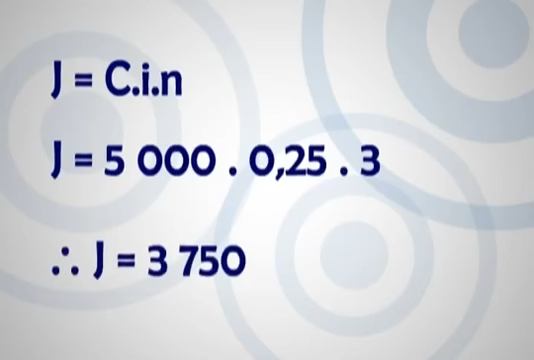 J = C.i.n
J = 5 000 . 0,25 . 3
∴ J = 3 750